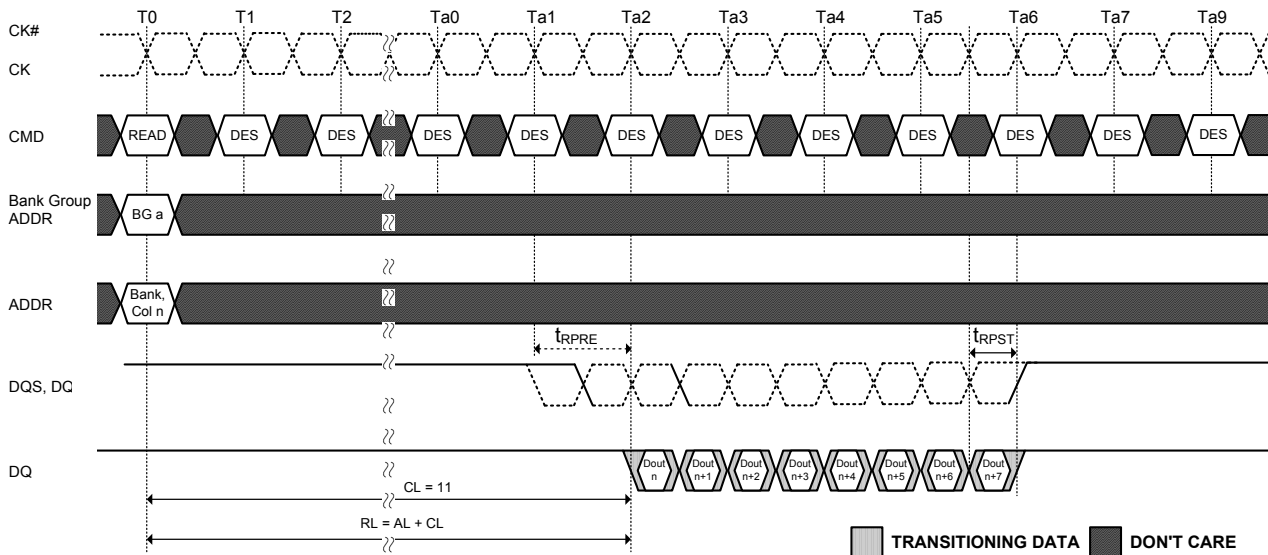 T0 T1 T2 Ta0 Ta1 Ta2 Ta3 Ta4 Ta5 Ta6 Ta7 Ta9
CK#
CK
CMD READ DES DES DES DES DES DES DES DES DES DES DES
Bank Group
ADDR
BG a
ADDR
Bank,
Col n
tRPRE
tRPST
DQS, DQ
DQ
Dout
n
Dout
n+1
Dout
n+2
Dout
n+3
Dout
n+4
Dout
n+5
Dout
n+6
Dout
n+7
CL = 11
RL = AL + CL
TRANSITIONING DATA
DON'T CARE